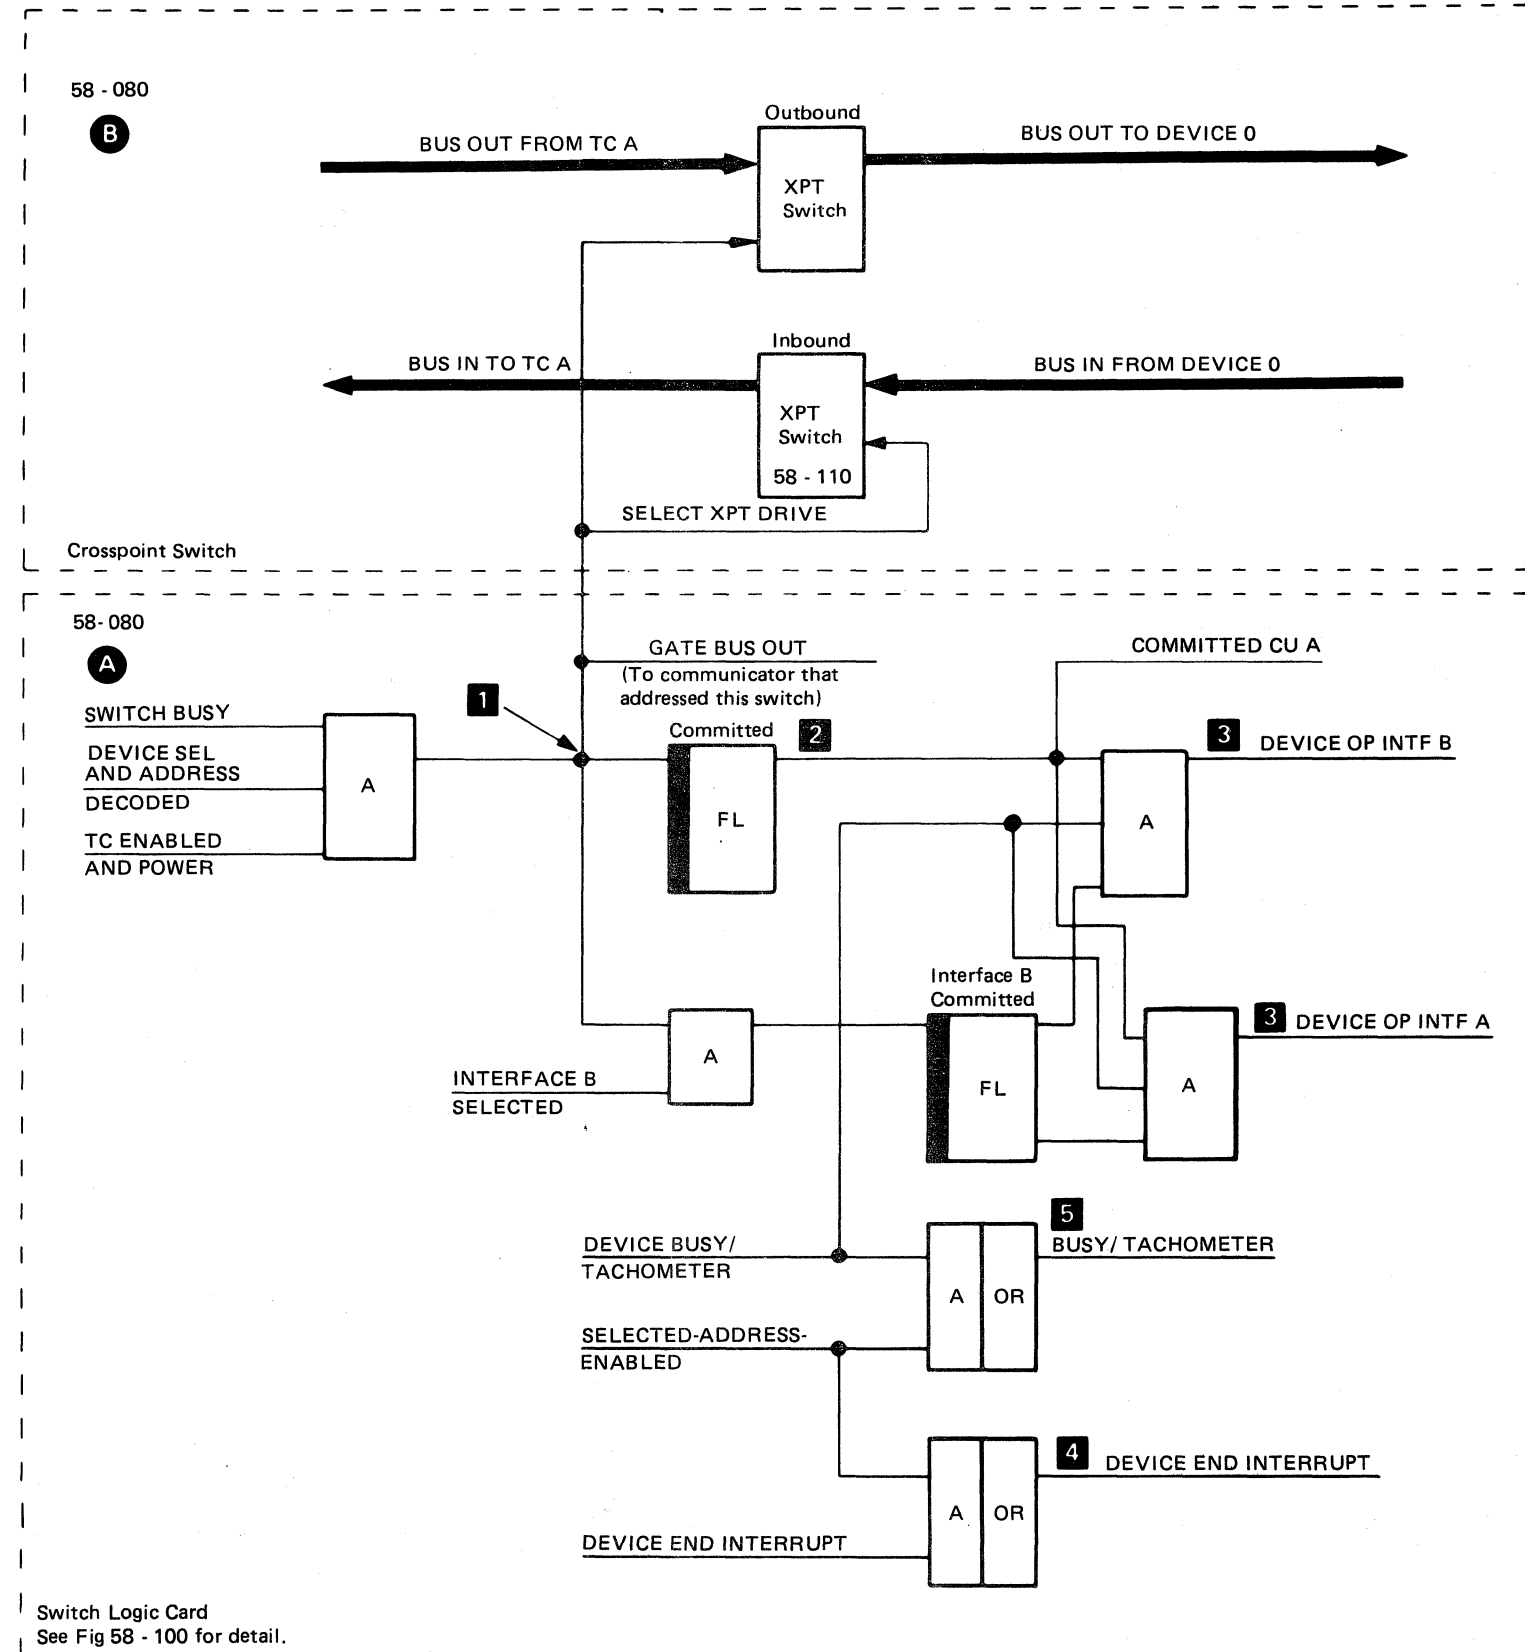 58 - 080
B
Outbound
BUS OUT FROM TC A
BUS OUT TO DEVICE 0
XPT
Switch
Inbound
BUS IN TO TC A
BUS IN FROM DEVICE 0
XPT
Switch
58 - 110
SELECT XPT DRIVE
Crosspoint Switch
58- 080
A
GATE BUS OUT
(To communicator that
addressed this switch)
COMMITTED CU A
1
SWITCH BUSY
DEVICE SEL
AND ADDRESS
DECODED
TC ENABLED
AND POWER
A
Committed
2
FL
3
DEVICE OP INTF B
A
Interface B
Committed
FL
3
DEVICE OP INTF A
A
A
INTERFACE B
SELECTED
DEVICE BUSY/
TACHOMETER
5
BUSY/ TACHOMETER
A
OR
SELECTED-ADDRESS-
ENABLED
4
DEVICE END INTERRUPT
A
OR
DEVICE END INTERRUPT
Switch Logic Card
See Fig 58 - 100 for detail.